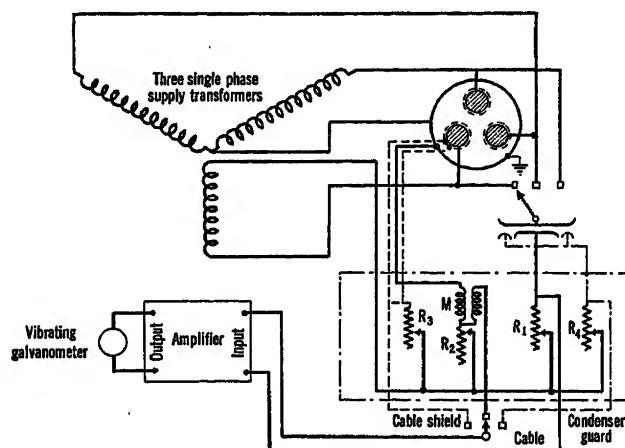 Three single phase
supply transformers
M
R3
R2
R1
R4
Vibrating
galvanometer
Output
Amplifier
Input
Cable shield
Cable
Condenser
guard